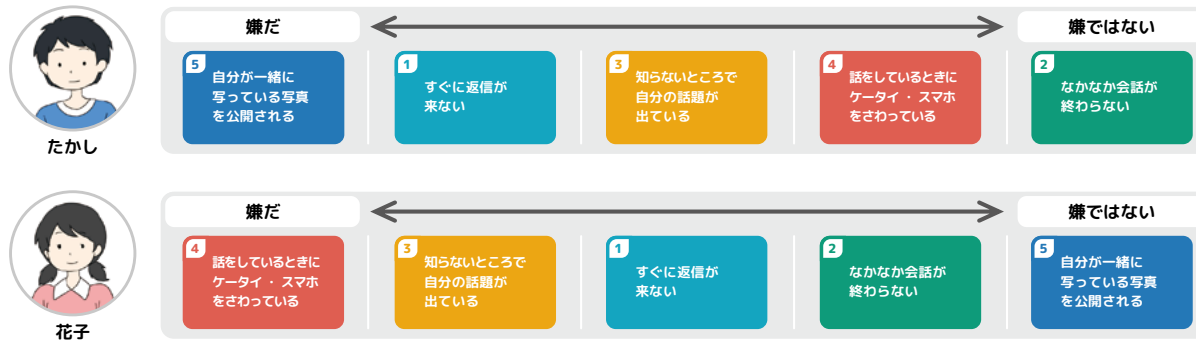 嫌だ
嫌ではない
5
自分が一緒に
写っている写真
を公開される
1
すぐに返信が
来ない
3
知らないところで
自分の話題が
出ている
4
話をしているときに
ケータイ ・ スマホ
をさわっている
2
なかなか会話が
終わらない
たかし
嫌だ
嫌ではない
4
話をしているときに
ケータイ ・ スマホ
をさわっている
3
知らないところで
自分の話題が
出ている
1
すぐに返信が
来ない
2
なかなか会話が
終わらない
5
自分が一緒に
写っている写真
を公開される
花子